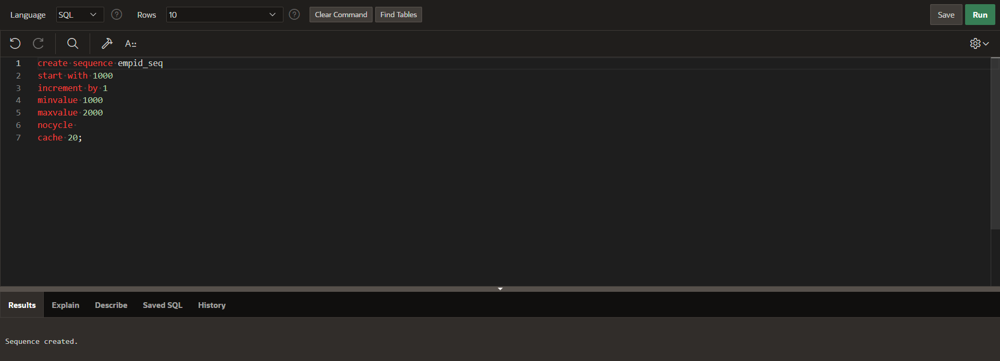 Language SQL Rows 10 Clear Command Find Tables Save Run
A::
1 create sequence empid_seq
2 start with 1000
3 increment by 1
4 minvalue 1000
5 maxvalue 2000
6 nocycle
7 cache 20;
Results Explain Describe Saved SQL History
Sequence created.